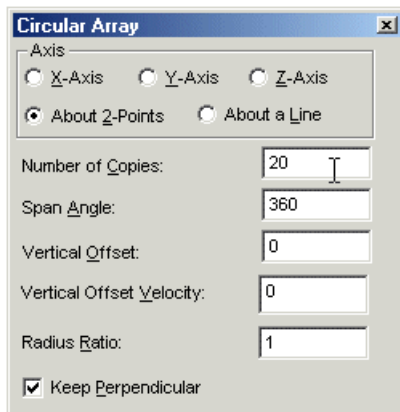 Circular Array
Axis
X-Axis Y-Axis Z-Axis
About 2-Points About a Line
Number of Copies: 20
Span Angle: 360
Vertical Offset: 0
Vertical Offset Velocity: 0
Radius Ratio: 1
Keep Perpendicular